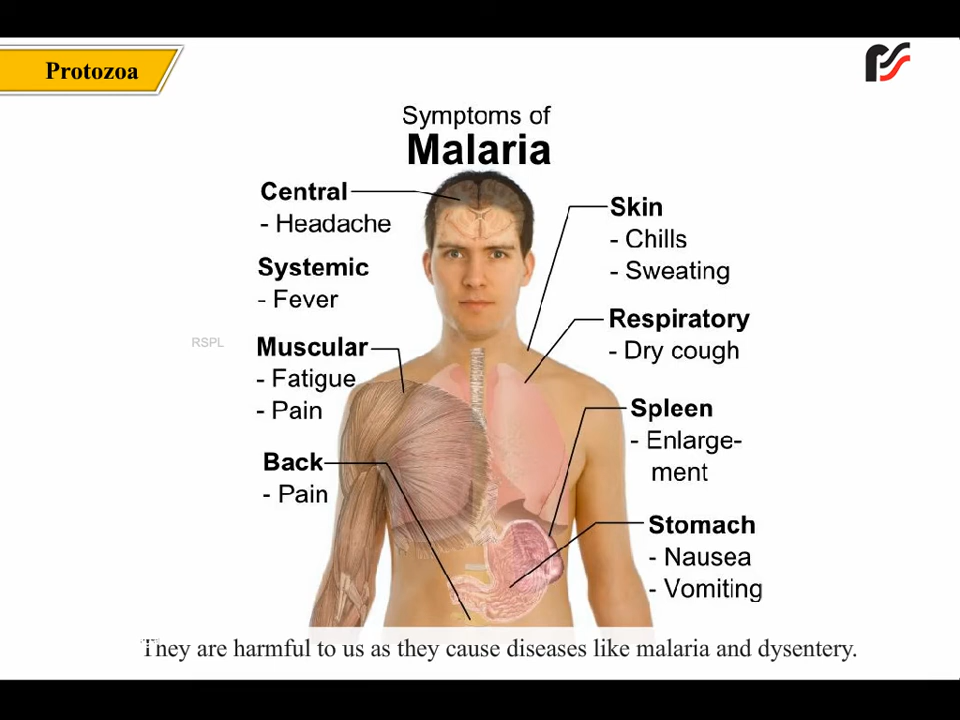 Protozoa
Symptoms of
Malaria
Central
- Headache
Systemic
- Fever
Muscular
- Fatigue
- Pain
Back
- Pain
Skin
- Chills
- Sweating
Respiratory
- Dry cough
Spleen
- Enlarge-
ment
Stomach
- Nausea
- Vomiting
RSPL
They are harmful to us as they cause diseases like malaria and dysentery.